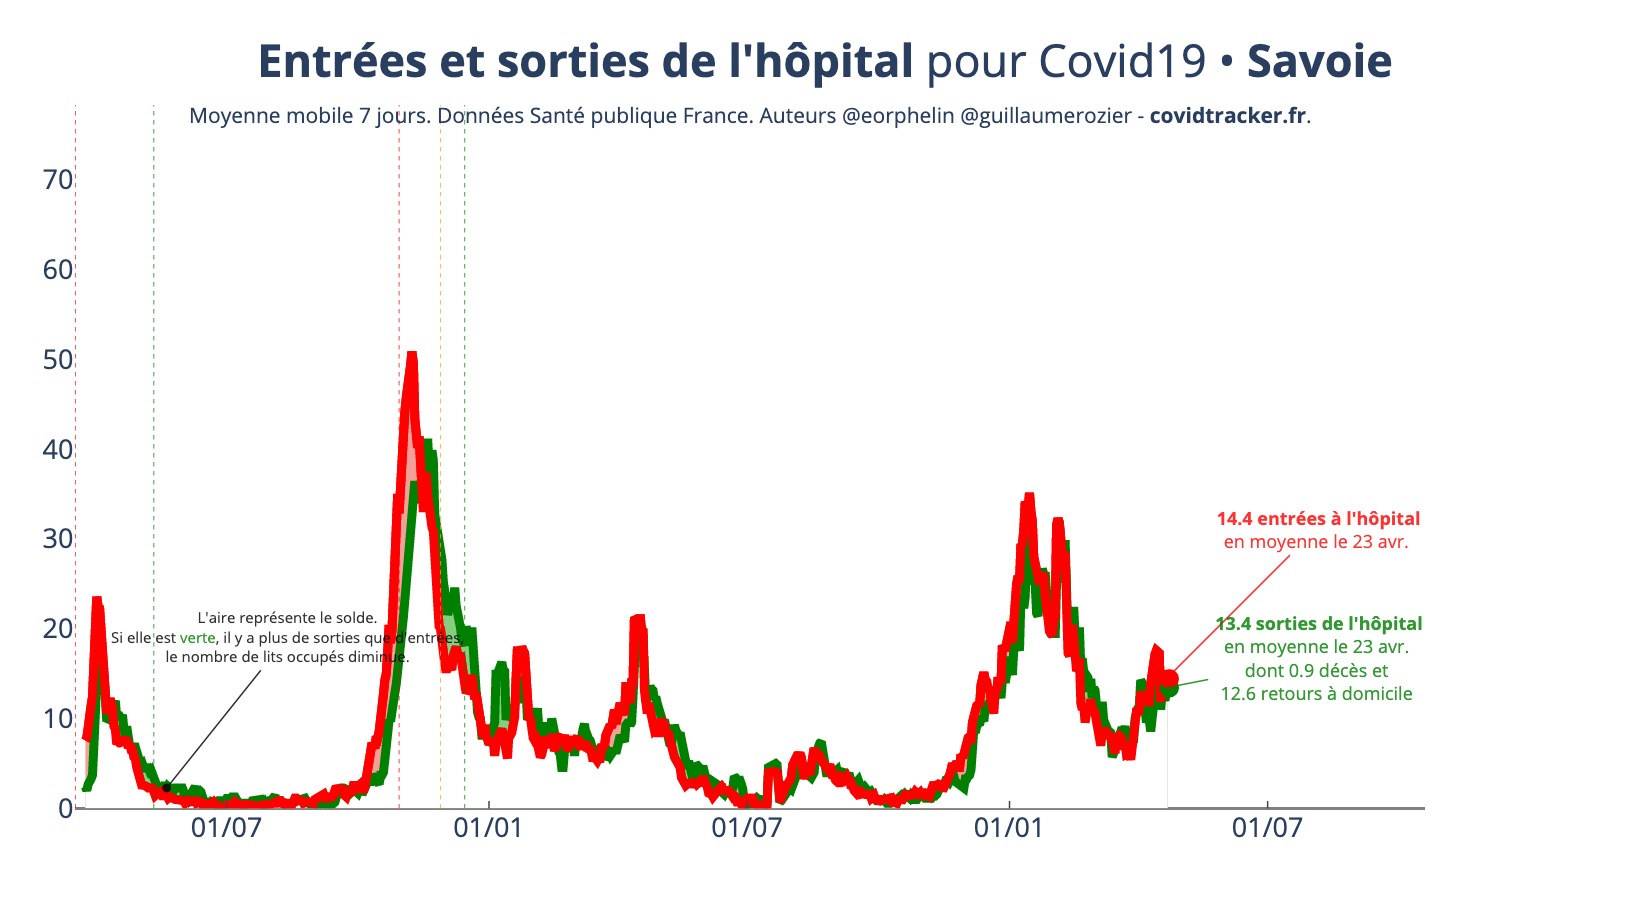 Entrées et sorties de l'hôpital pour Covid19 • Savoie
Moyenne mobile 7 jours. Données Santé publique France. Auteurs @eorphelin @guillaumerozier - covidtracker.fr.
70
60
50
40
30
20
10
0
L'aire représente le solde.
Si elle est verte, il y a plus de sorties que d'entrées,
le nombre de lits occupés diminue.
14.4 entrées à l'hôpital
en moyenne le 23 avr.
13.4 sorties de l'hôpital
en moyenne le 23 avr.
dont 0.9 décès et
12.6 retours à domicile
01/07
01/01
01/07
01/01
01/07